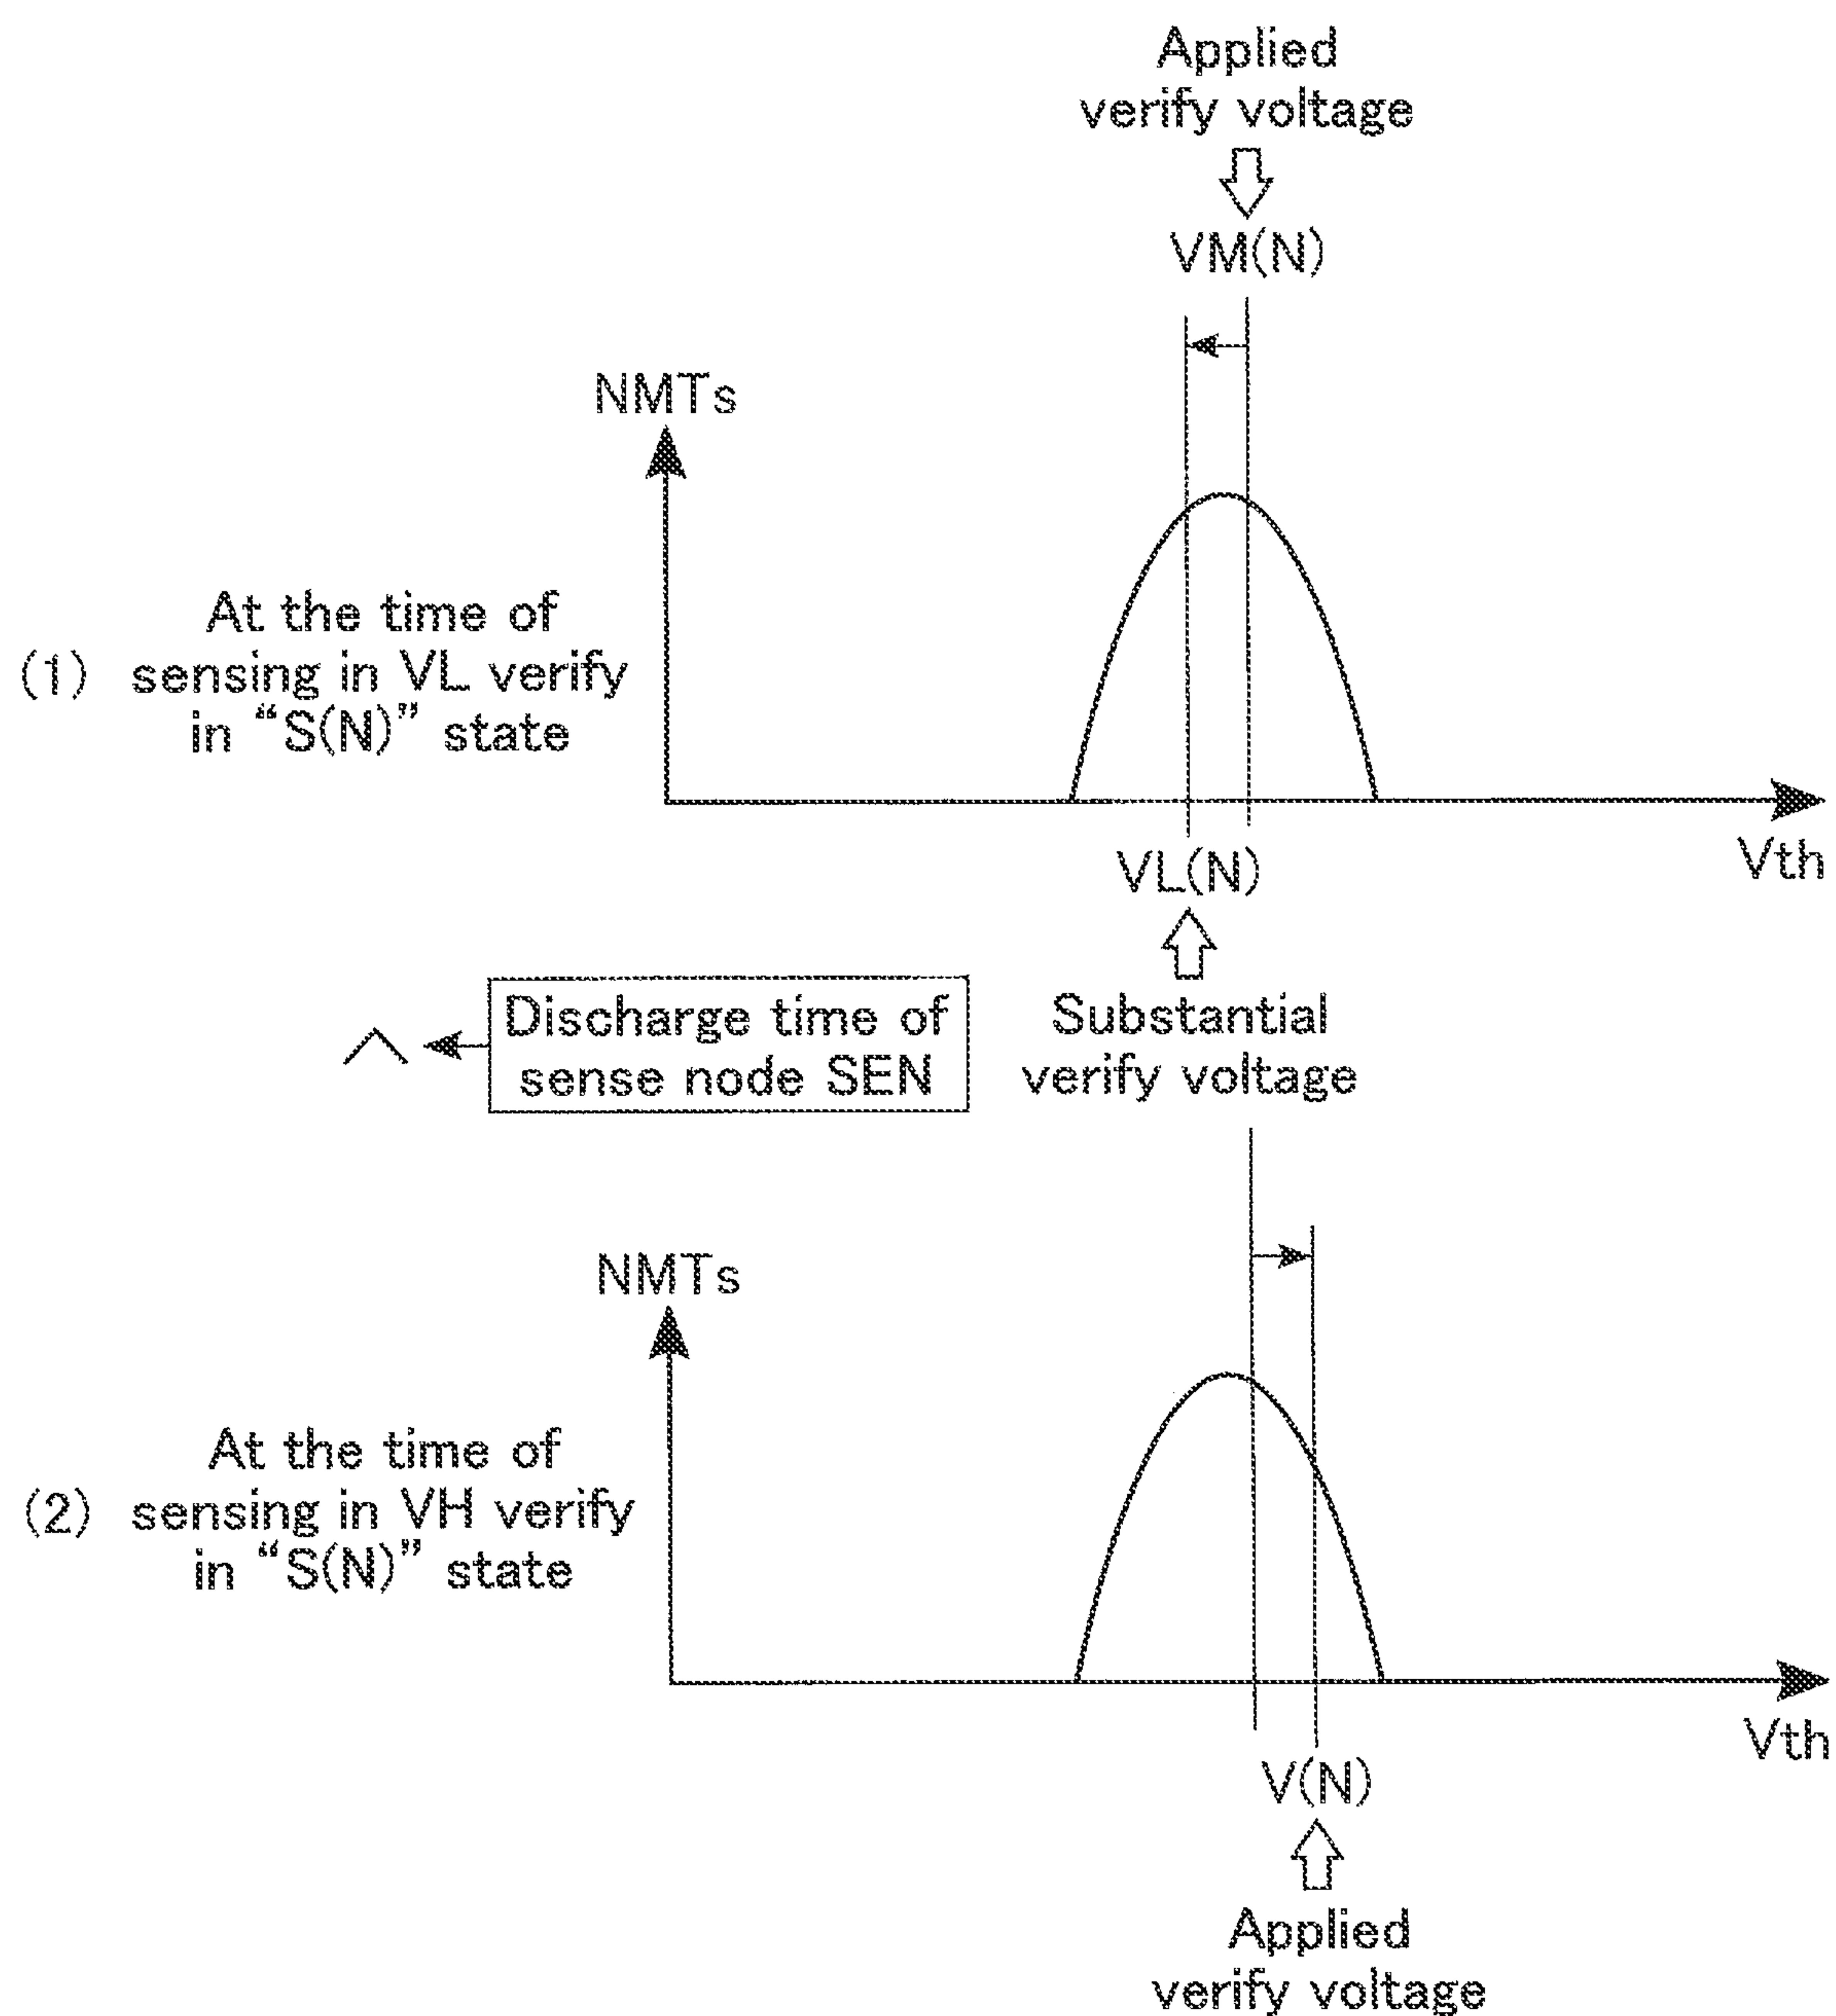 Applied
verify voltage
VM(N)
NMTs
(1) At the time of
sensing in VL verify
in “S(N)” state
Vth
VL(N)
Substantial
verify voltage
Discharge time of
sense node SEN
NMTs
(2) At the time of
sensing in VH verify
in “S(N)” state
Vth
V(N)
Applied
verify voltage